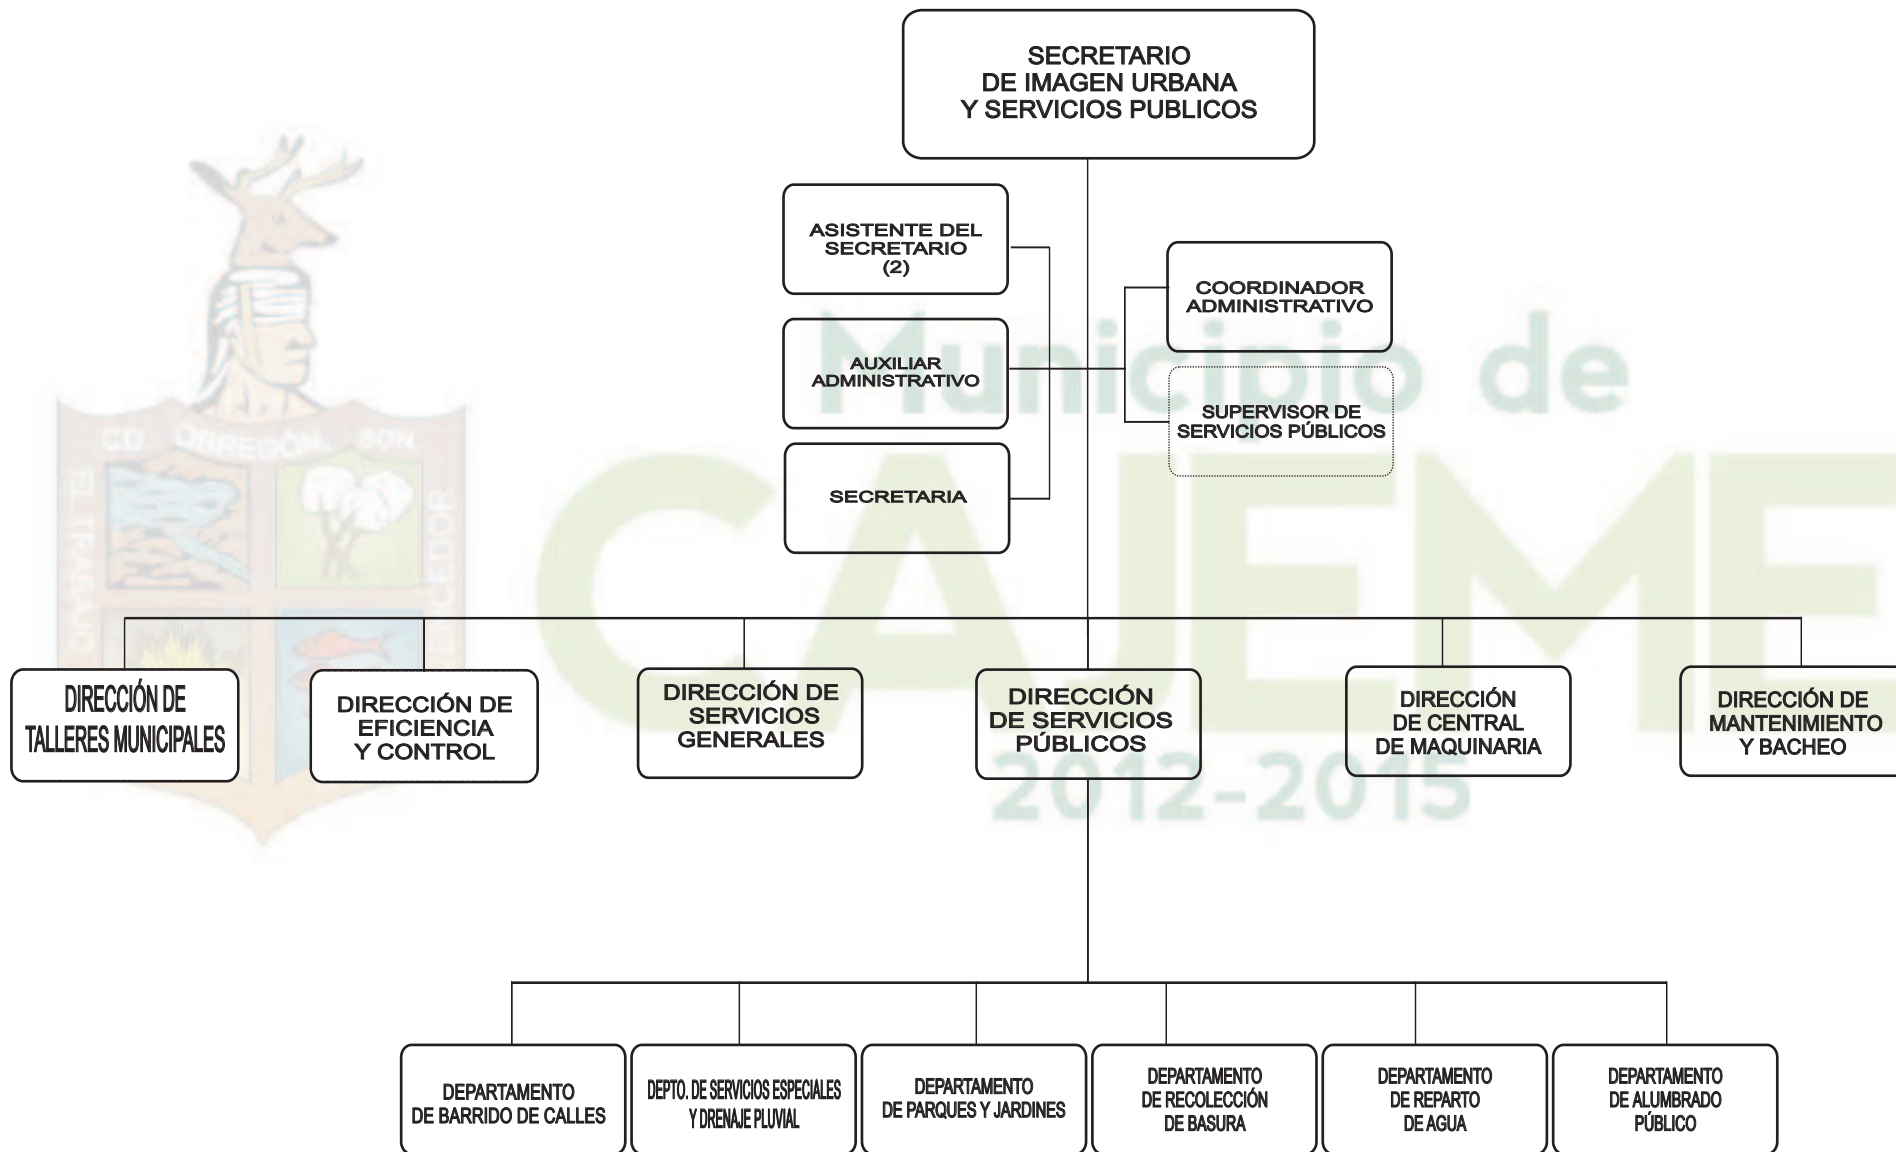 SECRETARIO
DE IMAGEN URBANA
Y SERVICIOS PUBLICOS
ASISTENTE DEL
SECRETARIO
(2)
COORDINADOR
ADMINISTRATIVO
AUXILIAR
ADMINISTRATIVO
SUPERVISOR DE
SERVICIOS PÚBLICOS
SECRETARIA
Municipio de
CAJEME
2012-2015
CD. OBREGÓN, SON
EL TRABAJO
DIRECCIÓN DE
TALLERES MUNICIPALES
DIRECCIÓN DE
EFICIENCIA
Y CONTROL
DIRECCIÓN DE
SERVICIOS
GENERALES
DIRECCIÓN
DE SERVICIOS
PÚBLICOS
DIRECCIÓN
DE CENTRAL
DE MAQUINARIA
DIRECCIÓN DE
MANTENIMIENTO
Y BACHEO
DEPARTAMENTO
DE BARRIDO DE CALLES
DEPTO. DE SERVICIOS ESPECIALES
Y DRENAJE PLUVIAL
DEPARTAMENTO
DE PARQUES Y JARDINES
DEPARTAMENTO
DE RECOLECCIÓN
DE BASURA
DEPARTAMENTO
DE REPARTO
DE AGUA
DEPARTAMENTO
DE ALUMBRADO
PÚBLICO